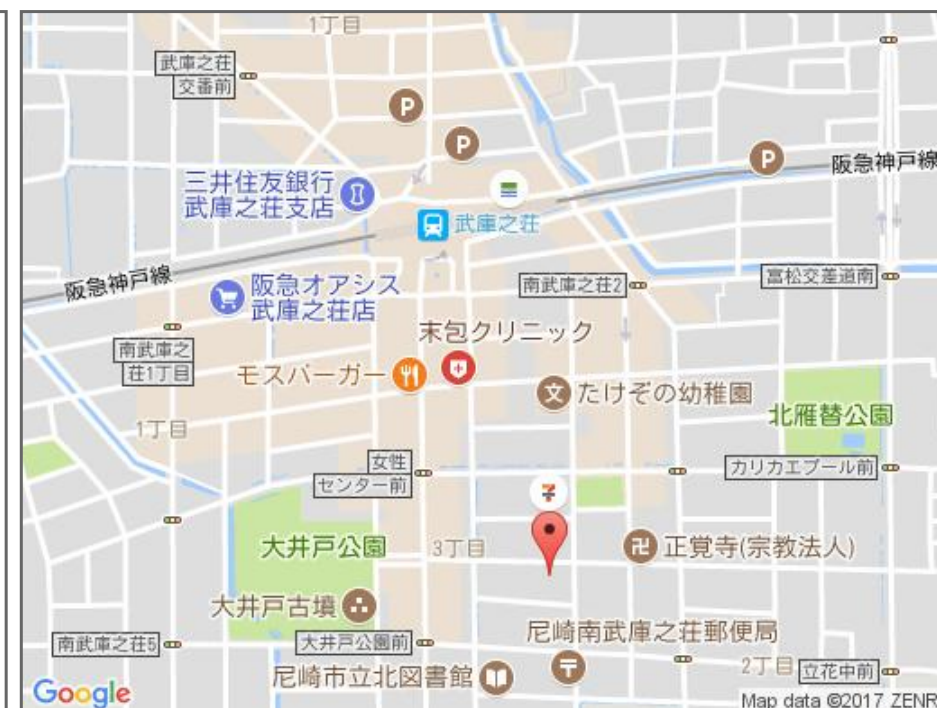 1丁目
武庫之荘
交番前
P
P
P
阪急神戸線
三井住友銀行
武庫之荘支店
武庫之荘
阪急神戸線
阪急オアシス
武庫之荘店
南武庫之荘2
富松交差道南
末包クリニック
南武庫之
荘1丁目
モスバーガー
文
たけぞの幼稚園
北雁替公園
1丁目
女性
センター前
カリカエプール前
7
大井戸公園
3丁目
卍
正覚寺(宗教法人)
大井戸古墳
尼崎南武庫之荘郵便局
南武庫之荘5
大井戸公園前
尼崎市立北図書館
〒
2丁目
立花中前
Google
Map data ©2017 ZENR